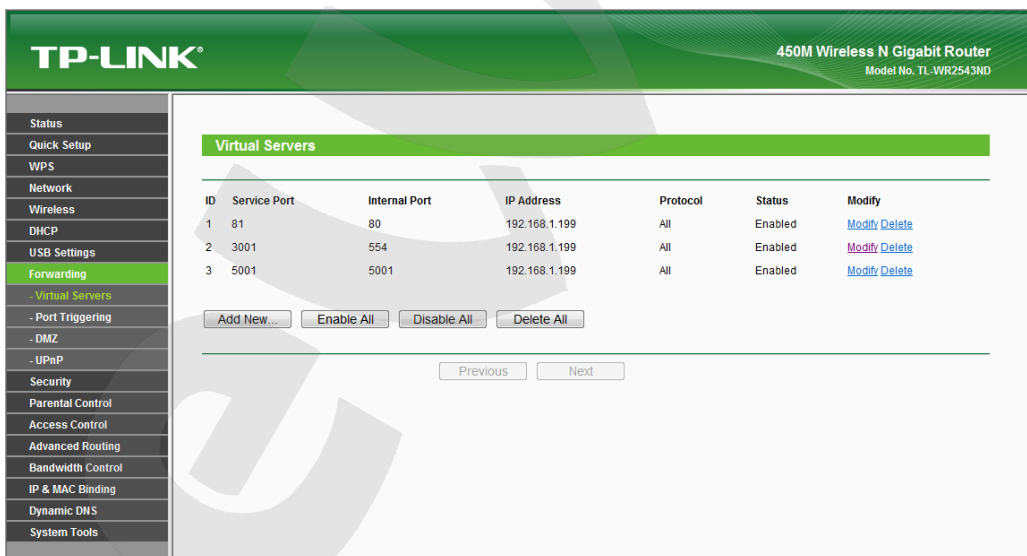 TP-LINK®
450M Wireless N Gigabit Router
Model No. TL-WR2543ND
Status
Quick Setup
WPS
Network
Wireless
DHCP
USB Settings
Forwarding
- Virtual Servers
- Port Triggering
- DMZ
- UPnP
Security
Parental Control
Access Control
Advanced Routing
Bandwidth Control
IP & MAC Binding
Dynamic DNS
System Tools
Virtual Servers
ID Service Port Internal Port IP Address Protocol Status Modify
1 81 80 192.168.1.199 All Enabled Modify Delete
2 3001 554 192.168.1.199 All Enabled Modify Delete
3 5001 5001 192.168.1.199 All Enabled Modify Delete
Add New... Enable All Disable All Delete All
Previous Next